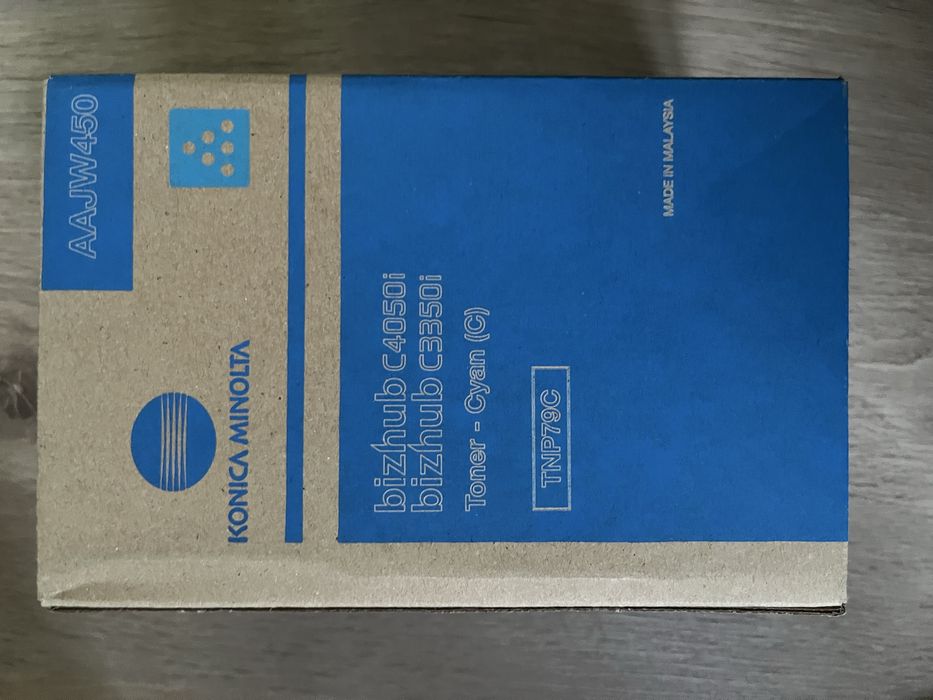 AAJW450
KONICA MINOLTA
bizhub C4050i
bizhub C3350i
Toner - Cyan (C)
TNP79C
MADE IN MALAYSIA